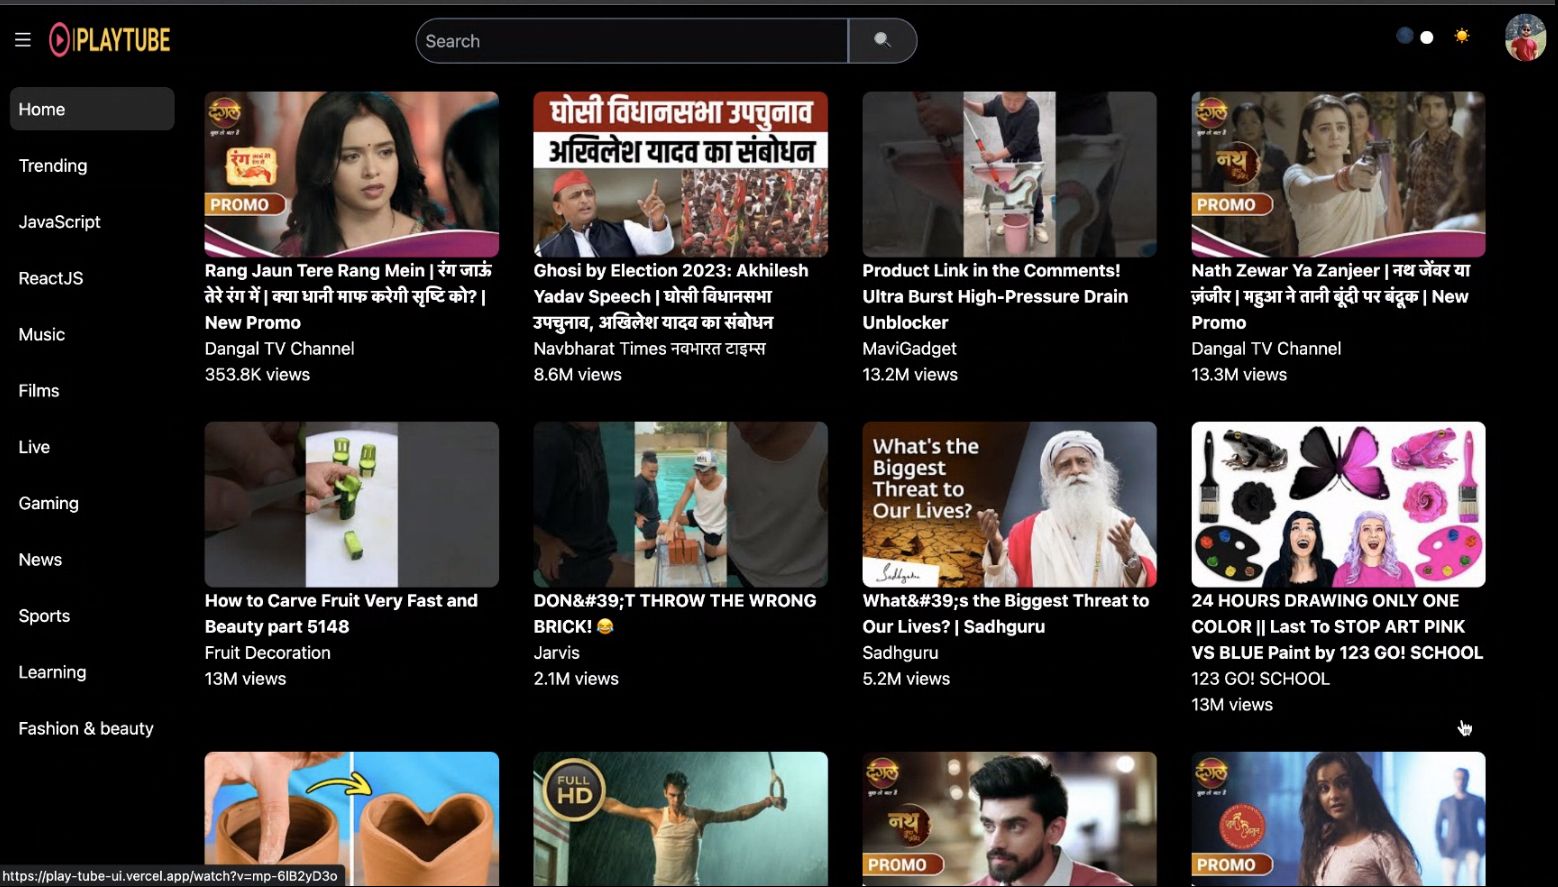 PLAYTUBE
Search
Home
Trending
JavaScript
ReactJS
Music
Films
Live
Gaming
News
Sports
Learning
Fashion & beauty
दंगल
PROMO
Rang Jaun Tere Rang Mein | रंग जाऊं
तेरे रंग में | क्या धानी माफ करेगी सृष्टि को? |
New Promo
Dangal TV Channel
353.8K views
घोसी विधानसभा उपचुनाव
अखिलेश यादव का संबोधन
Ghosi by Election 2023: Akhilesh
Yadav Speech | घोसी विधानसभा
उपचुनाव, अखिलेश यादव का संबोधन
Navbharat Times नवभारत टाइम्स
8.6M views
Product Link in the Comments!
Ultra Burst High-Pressure Drain
Unblocker
MaviGadget
13.2M views
दंगल
नथ
PROMO
Nath Zewar Ya Zanjeer | नथ जेंवर या
ज़ंजीर | महुआ ने तानी बूंदी पर बंदूक | New
Promo
Dangal TV Channel
13.3M views
How to Carve Fruit Very Fast and
Beauty part 5148
Fruit Decoration
13M views
DON&#39;T THROW THE WRONG
BRICK! 😂
Jarvis
2.1M views
What's the
Biggest
Threat to
Our Lives?
Sadhguru
What&#39;s the Biggest Threat to
Our Lives? | Sadhguru
Sadhguru
5.2M views
24 HOURS DRAWING ONLY ONE
COLOR || Last To STOP ART PINK
VS BLUE Paint by 123 GO! SCHOOL
123 GO! SCHOOL
13M views
FULL
HD
दंगल
नथ
PROMO
दंगल
PROMO
https://play-tube-ui.vercel.app/watch?v=mp-6lB2yD3o